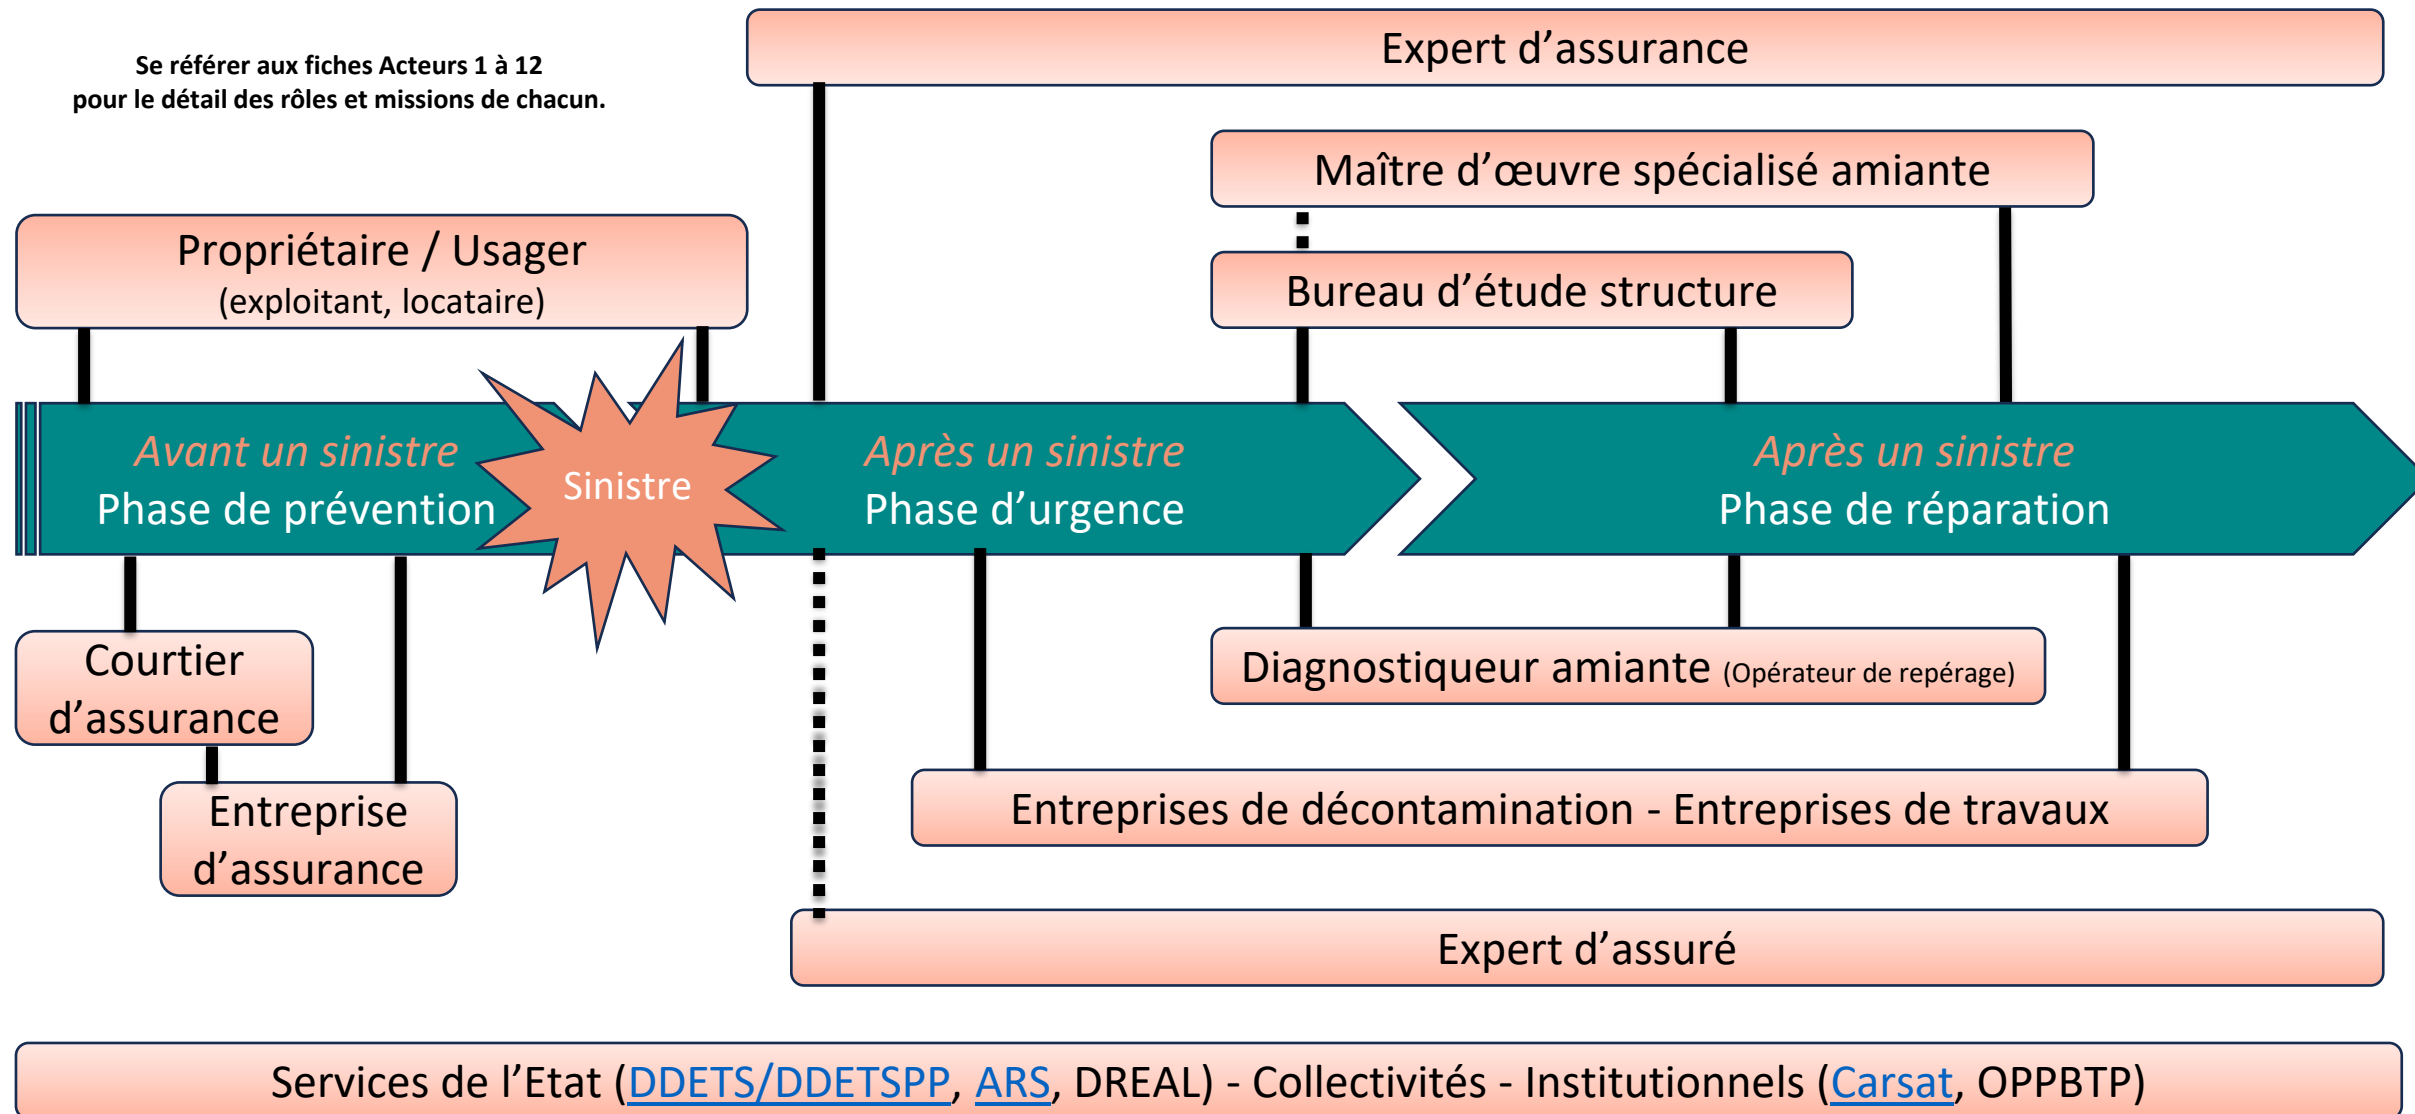 Expert d’assurance
Se référer aux fiches Acteurs 1 à 12
pour le détail des rôles et missions de chacun.
Maître d’œuvre spécialisé amiante
Propriétaire / Usager
(exploitant, locataire)
Bureau d’étude structure
Avant un sinistre
Phase de prévention
Sinistre
Après un sinistre
Phase d’urgence
Après un sinistre
Phase de réparation
Courtier
d’assurance
Diagnostiqueur amiante (Opérateur de repérage)
Entreprise
d’assurance
Entreprises de décontamination - Entreprises de travaux
Expert d’assuré
Services de l’Etat (DDETS/DDETSPP, ARS, DREAL) - Collectivités - Institutionnels (Carsat, OPPBTP)